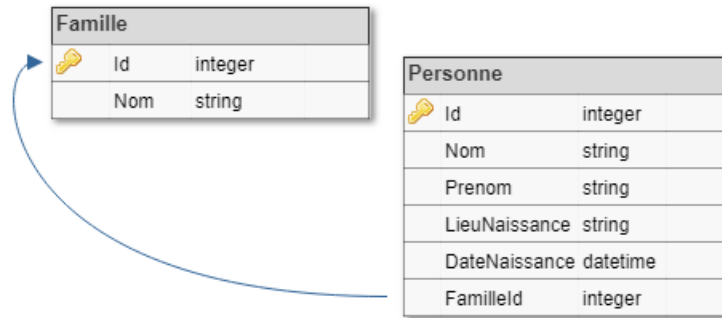 Famille
Id integer
Nom string
Personne
Id integer
Nom string
Prenom string
LieuNaissance string
DateNaissance datetime
FamilleId integer